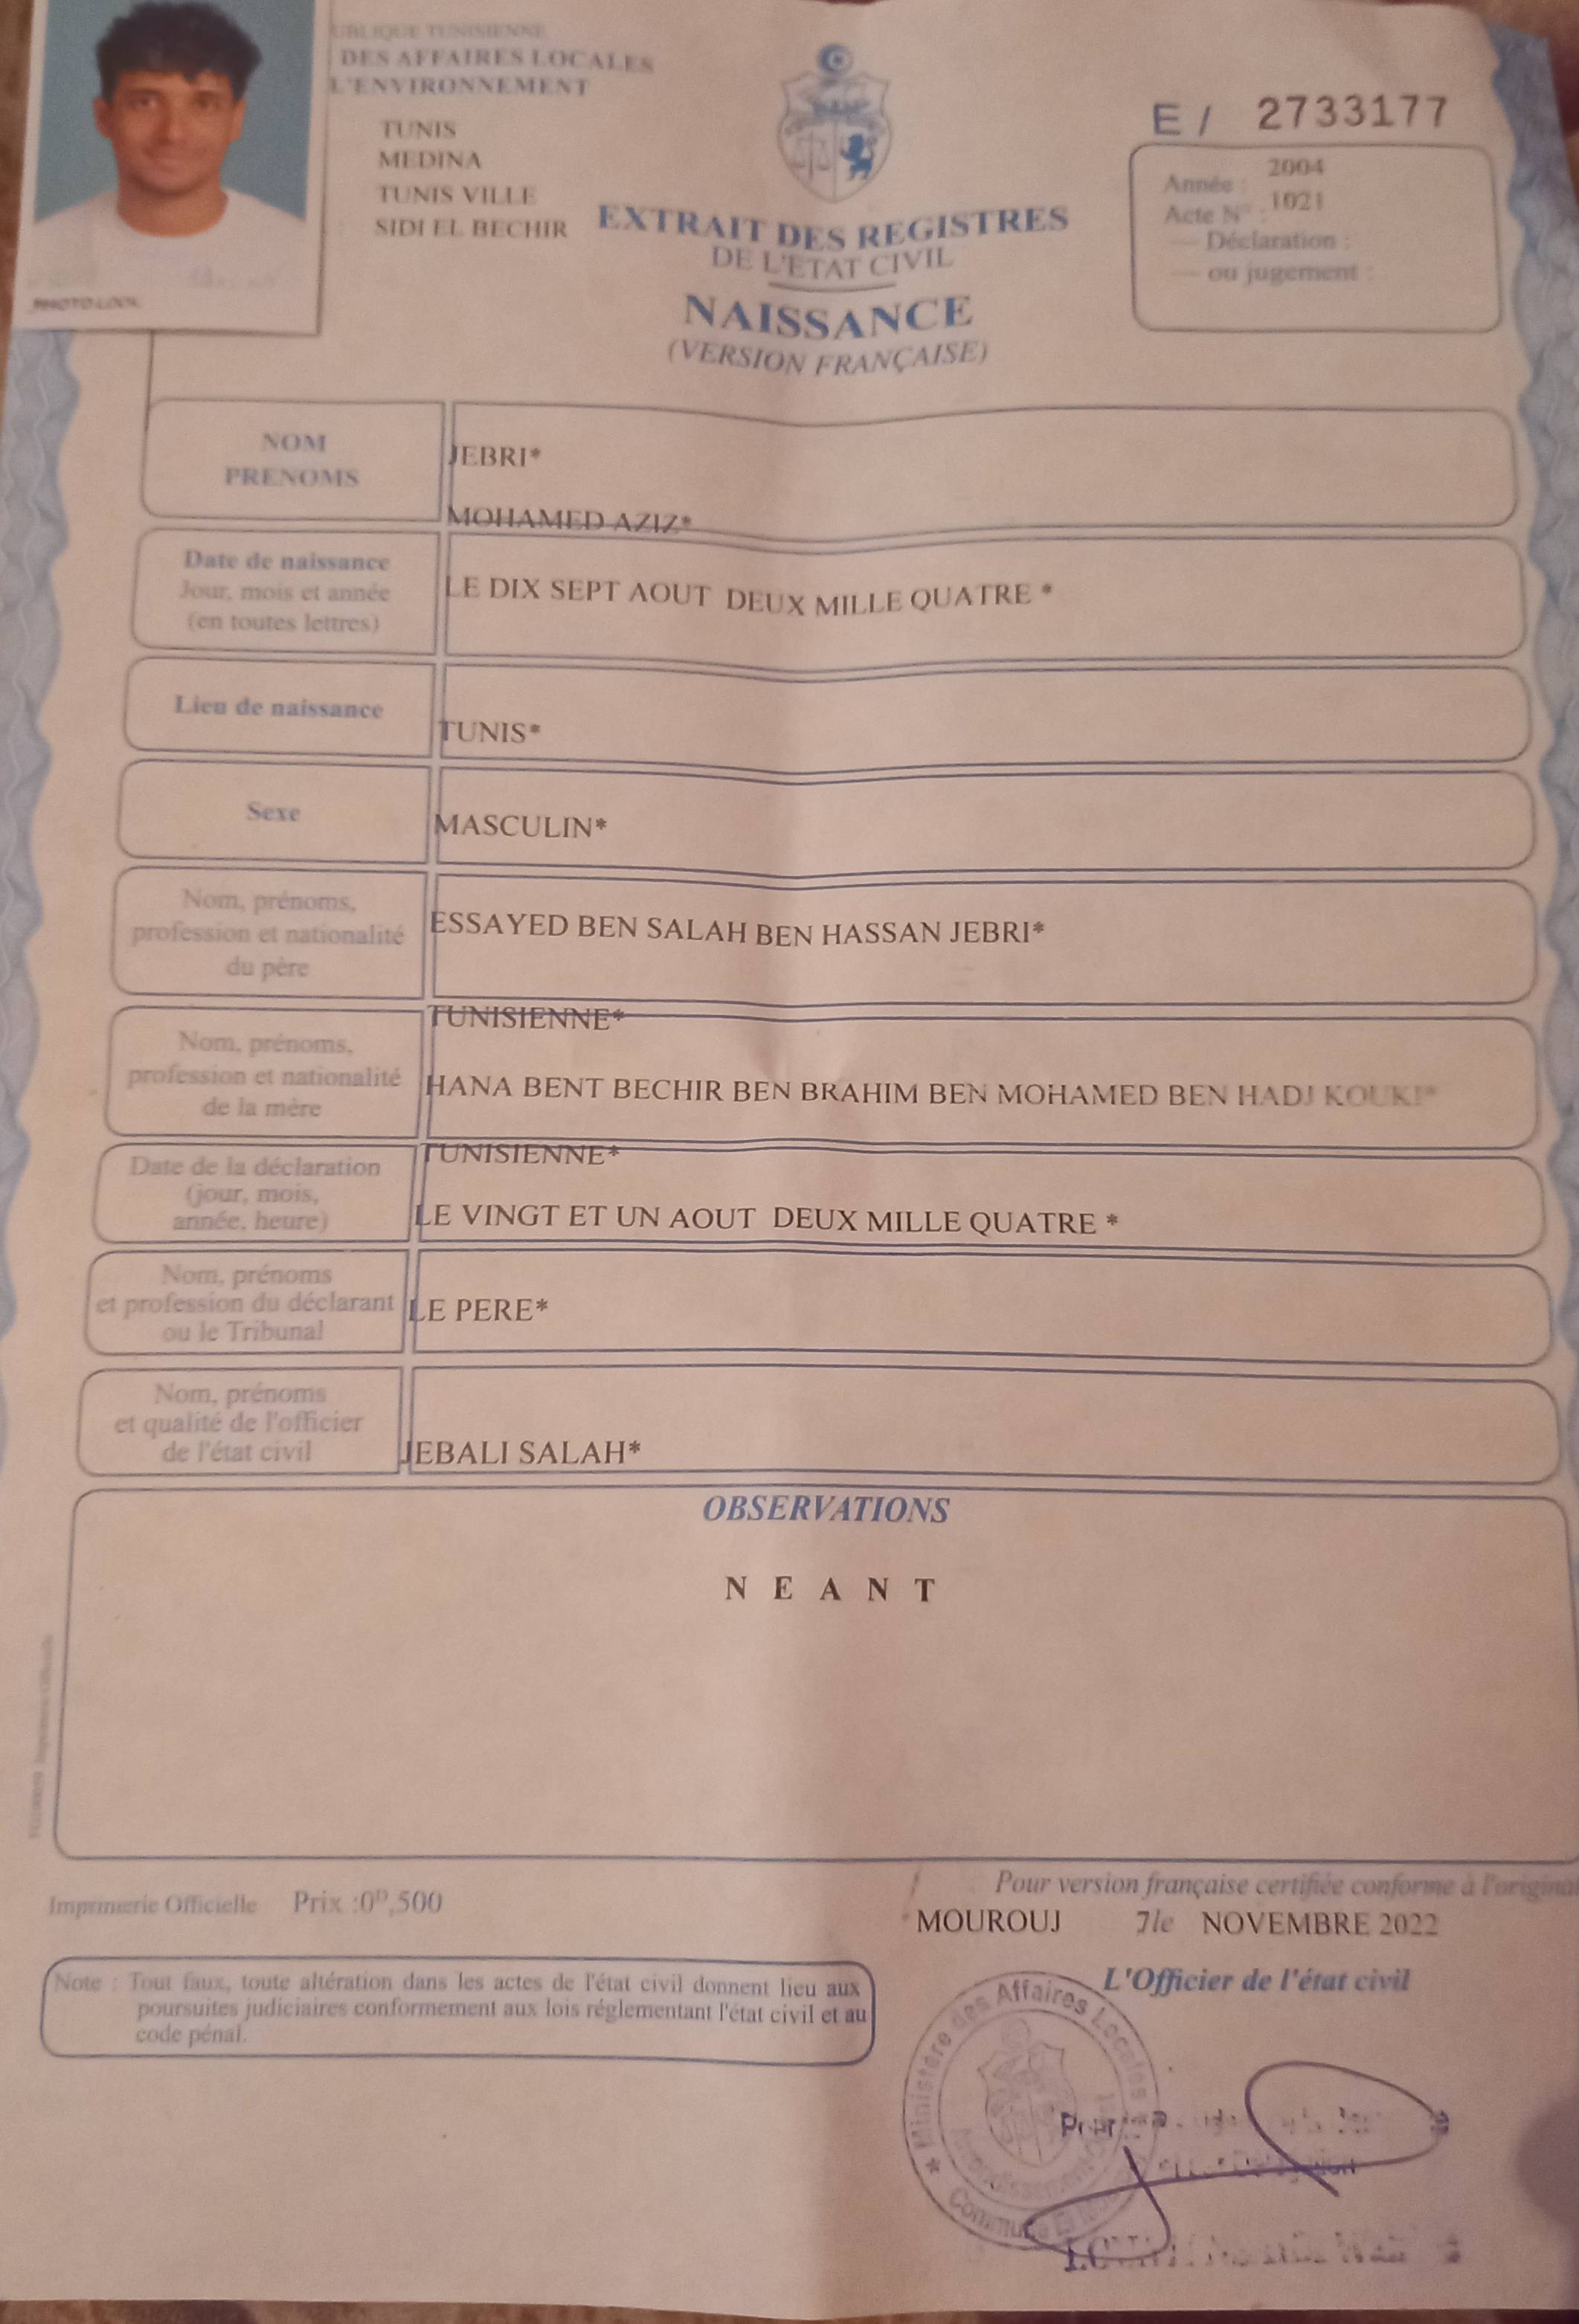 UBLIQUE TUNISIENNE
DES AFFAIRES LOCALES
L'ENVIRONNEMENT
TUNIS
MEDINA
TUNIS VILLE
SIDI EL BECHIR
PHOTO LOOK
E / 2733177
Année : 2004
Acte N° : 1021
— Déclaration :
— ou jugement :
EXTRAIT DES REGISTRES
DE L'ETAT CIVIL
NAISSANCE
(VERSION FRANÇAISE)
NOM
PRENOMS
JEBRI*
MOHAMED AZIZ*
Date de naissance
Jour, mois et année
(en toutes lettres)
LE DIX SEPT AOUT DEUX MILLE QUATRE *
Lieu de naissance
TUNIS*
Sexe
MASCULIN*
Nom, prénoms,
profession et nationalité
du père
ESSAYED BEN SALAH BEN HASSAN JEBRI*
TUNISIENNE*
Nom, prénoms,
profession et nationalité
de la mère
HANA BENT BECHIR BEN BRAHIM BEN MOHAMED BEN HADJ KOUKI*
TUNISIENNE*
Date de la déclaration
(jour, mois,
année, heure)
LE VINGT ET UN AOUT DEUX MILLE QUATRE *
Nom, prénoms
et profession du déclarant
ou le Tribunal
LE PERE*
Nom, prénoms
et qualité de l'officier
de l'état civil
JEBALI SALAH*
OBSERVATIONS
N E A N T
Imprimerie Officielle Prix :0ᴰ,500
Pour version française certifiée conforme à l'original
MOUROUJ 7le NOVEMBRE 2022
L'Officier de l'état civil
Note : Tout faux, toute altération dans les actes de l'état civil donnent lieu aux
poursuites judiciaires conformement aux lois réglementant l'état civil et au
code pénal.
Ministère des Affaires Locales
Commune El
Pour